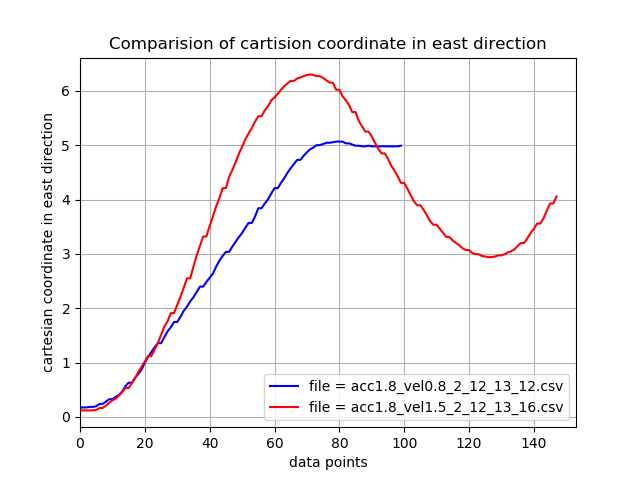 Comparision of cartision coordinate in east direction
cartesian coordinate in east direction
6
5
4
3
2
1
0
0 20 40 60 80 100 120 140
data points
file = acc1.8_vel0.8_2_12_13_12.csv
file = acc1.8_vel1.5_2_12_13_16.csv